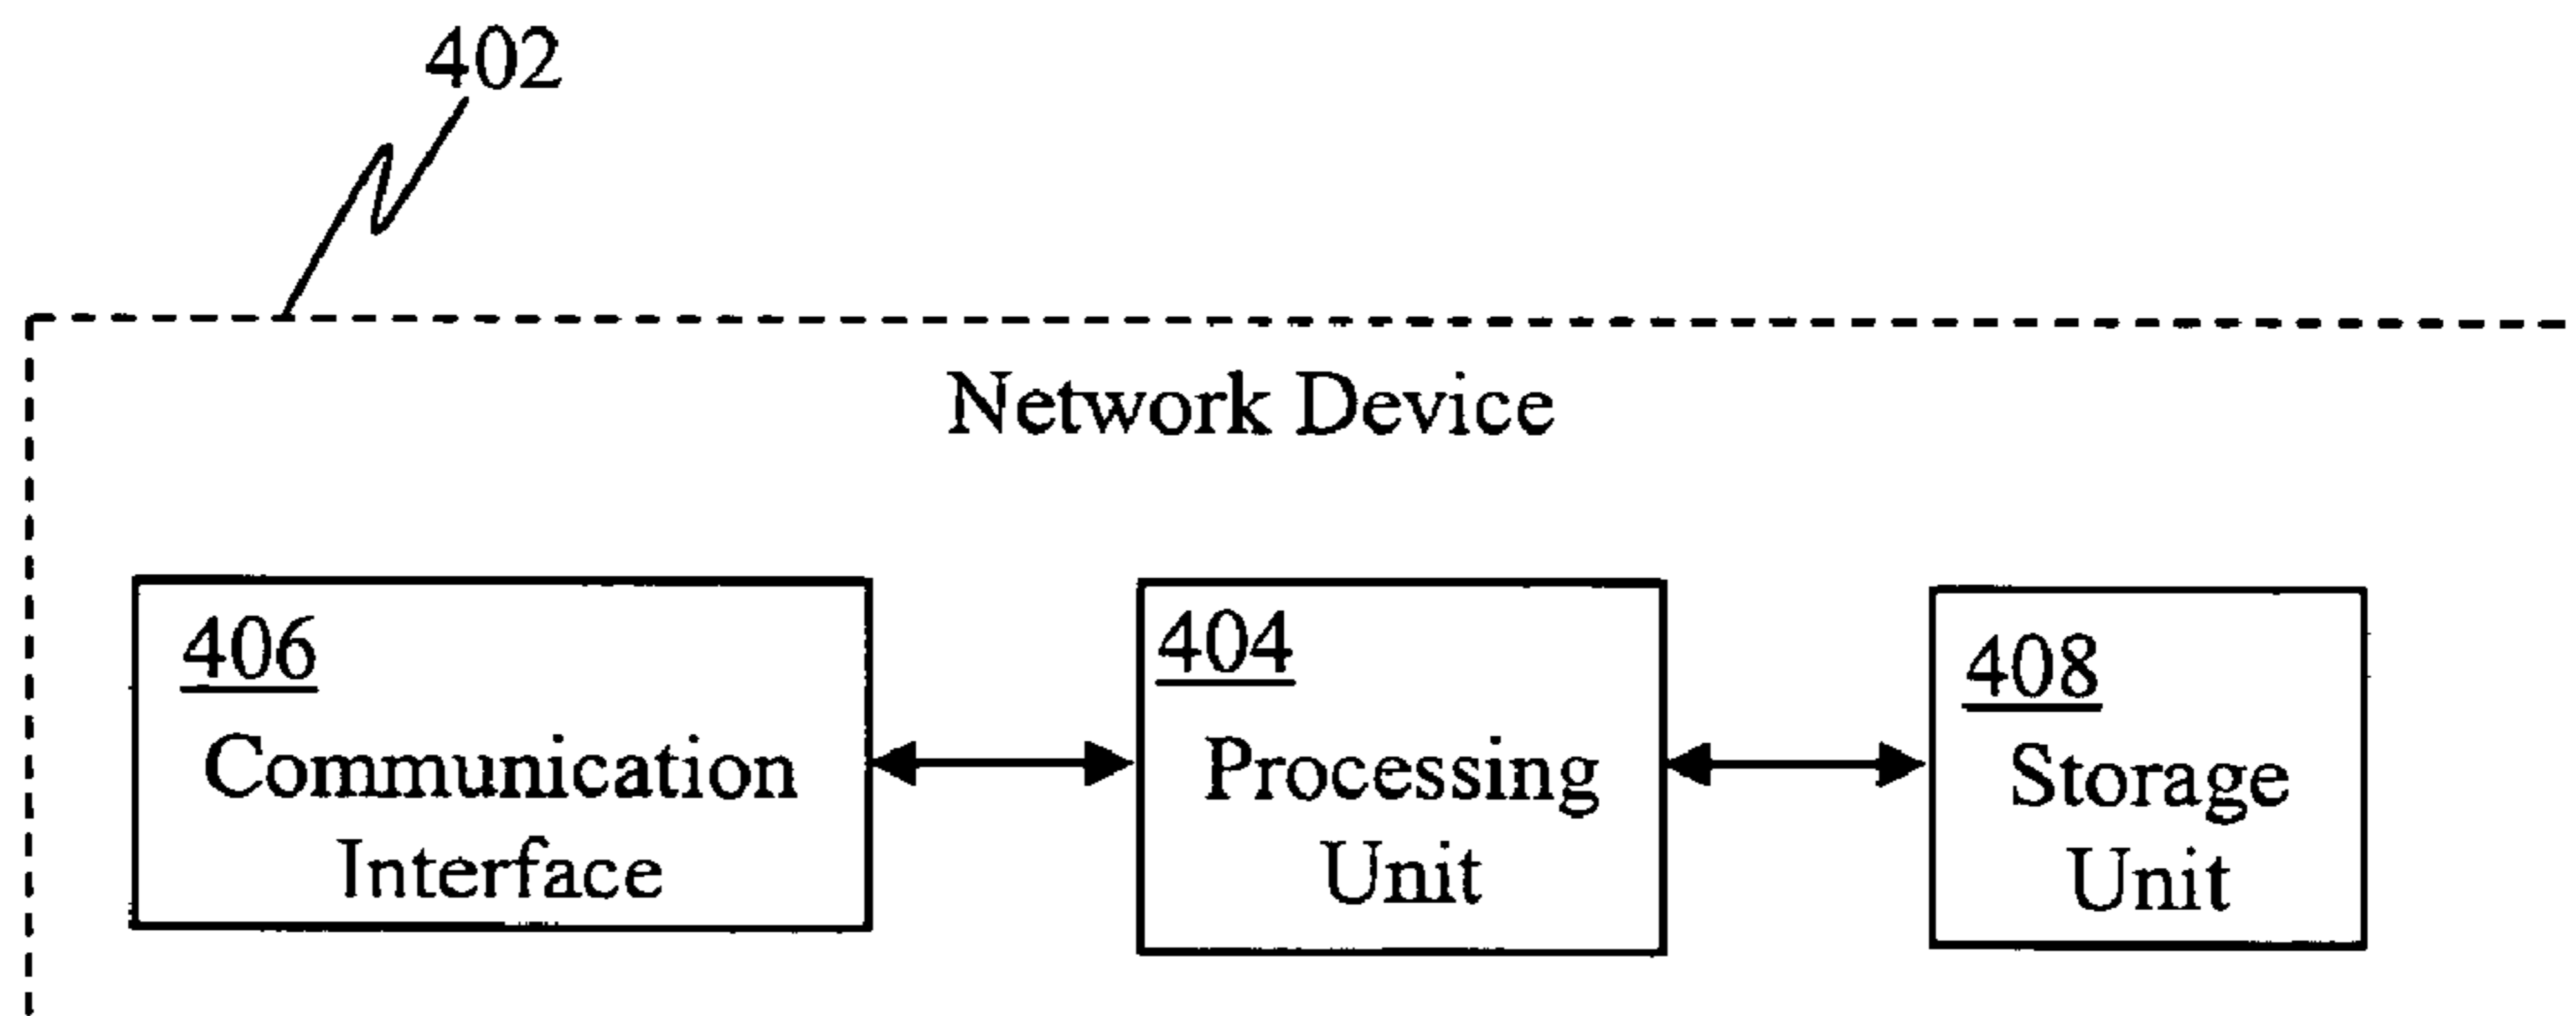 402
Network Device
406
Communication
Interface
404
Processing
Unit
408
Storage
Unit